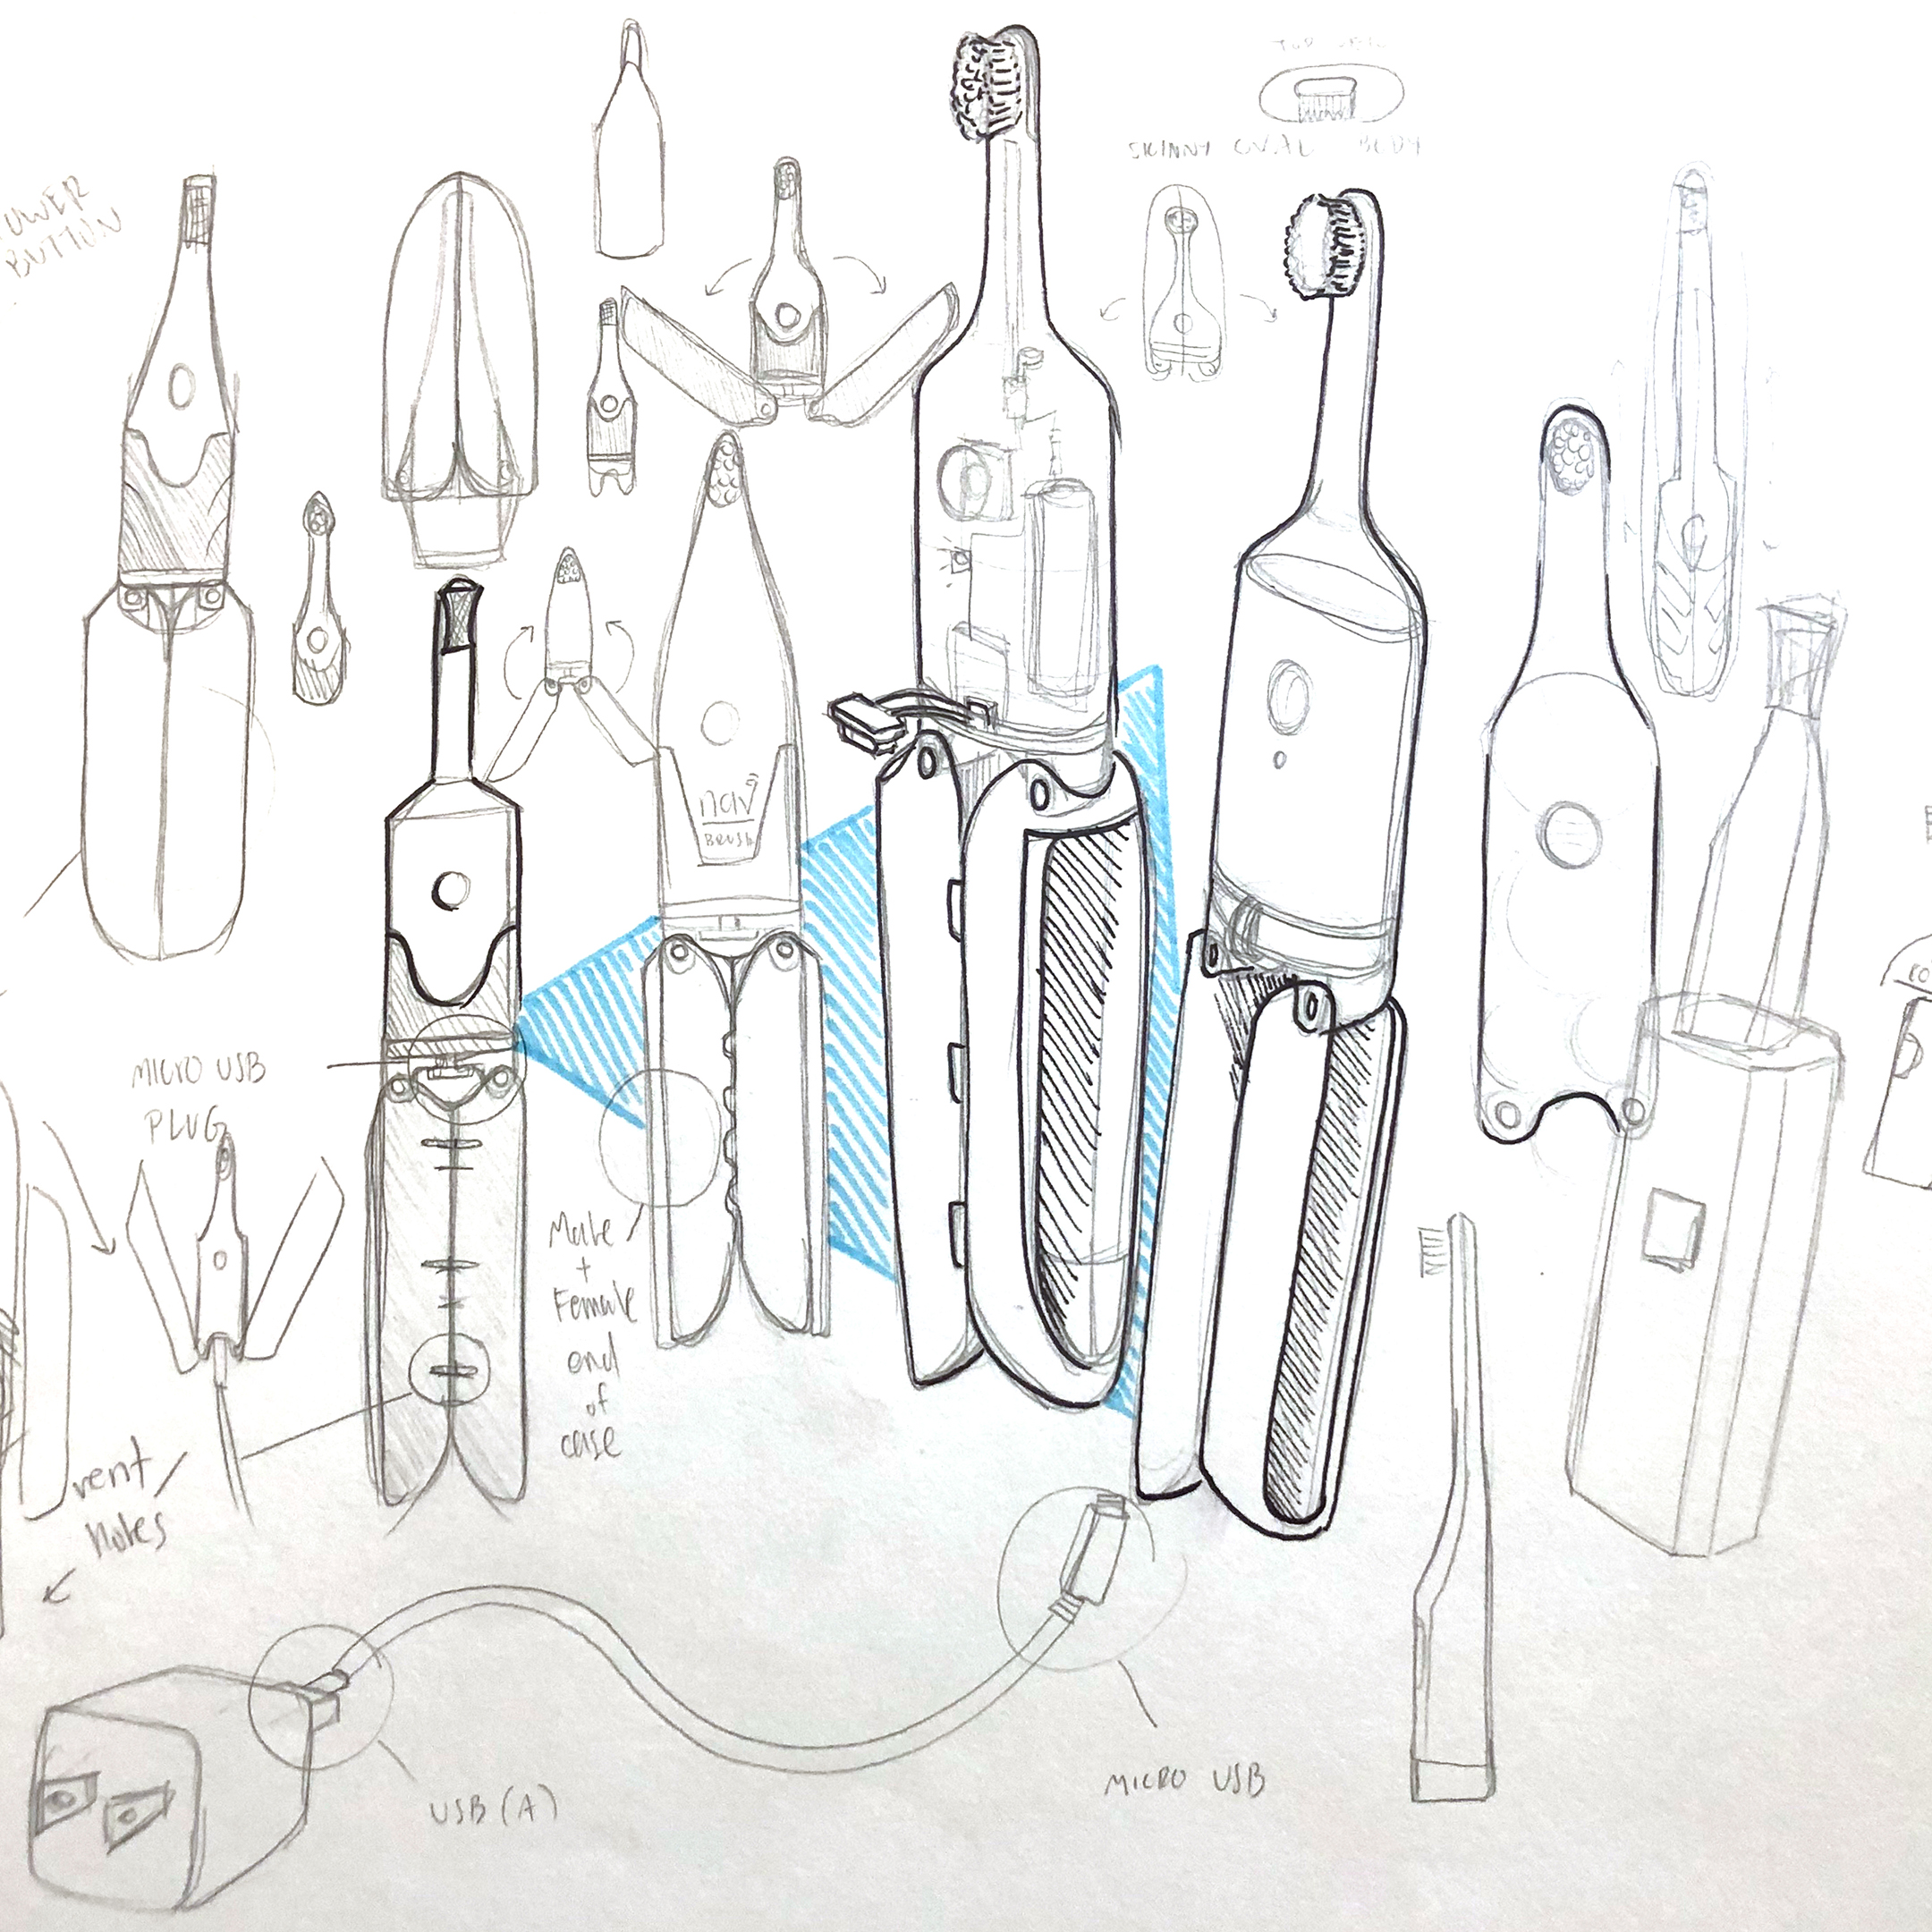 TOP VIEW
SKINNY OVAL BODY
OWER
BUTTON
nav
BRUSH
MICRO USB
PLUG
Male
+
Female
end
of
case
vent
Holes
USB (A)
MICRO USB